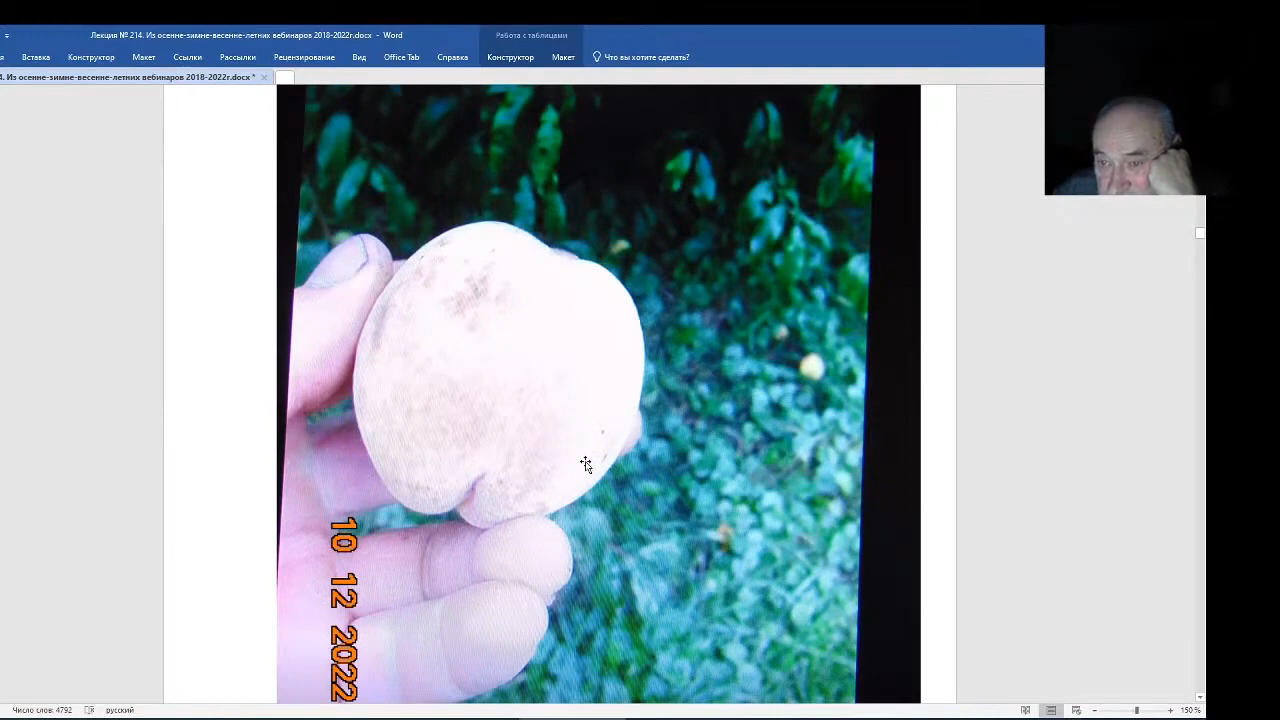 Лекция № 214. Из осенне-зимне-весенне-летних вебинаров 2018-2022г.docx - Word
Работа с таблицами
Вставка Конструктор Макет Ссылки Рассылки Рецензирование Вид Office Tab Справка Конструктор Макет Что вы хотите сделать?
4. Из осенне-зимне-весенне-летних вебинаров 2018-2022г.docx *
10 12 2022
Число слов: 4792 русский 150 %